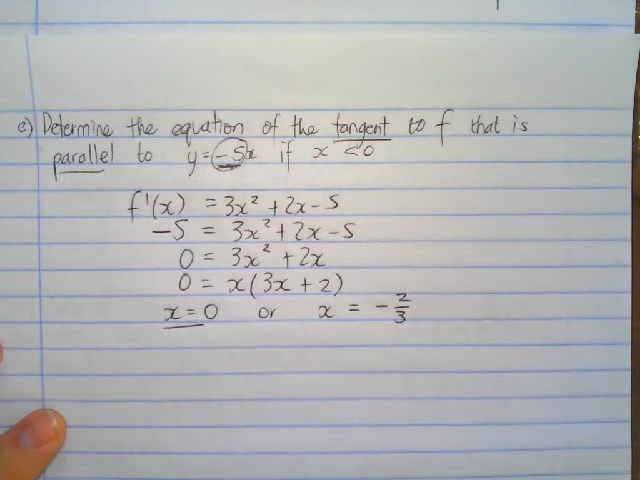 e) Determine the equation of the tangent to f that is
parallel to y = -5x if x < 0
f'(x) = 3x² + 2x - 5
-5 = 3x² + 2x - 5
0 = 3x² + 2x
0 = x(3x + 2)
x = 0 or x = -2/3